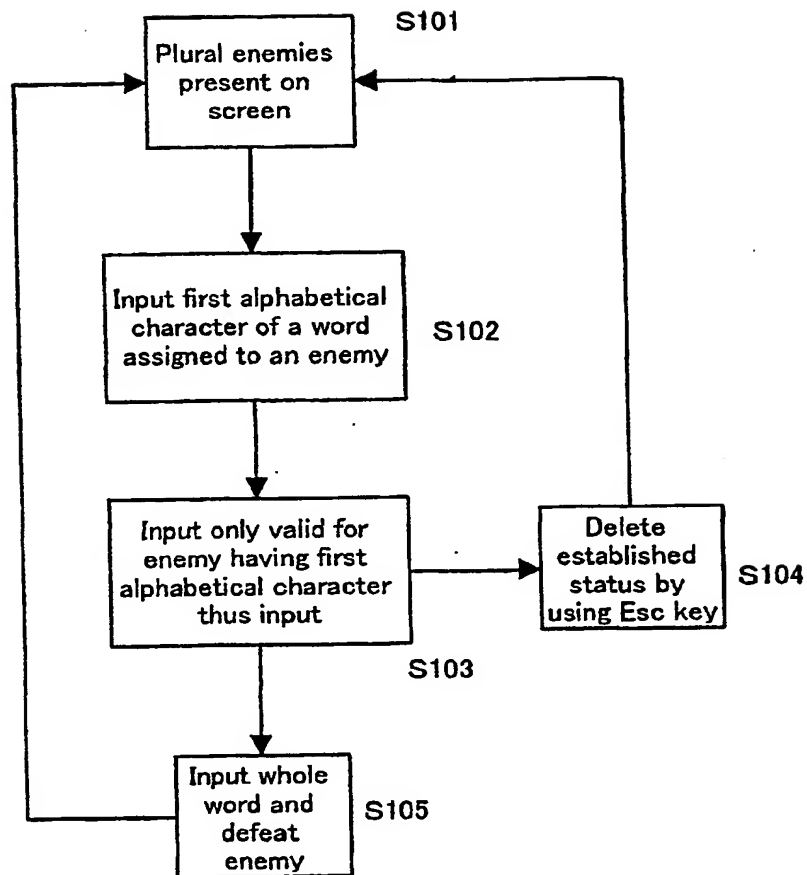 S101
Plural enemies
present on
screen
Input first alphabetical
character of a word
assigned to an enemy
S102
Input only valid for
enemy having first
alphabetical character
thus input
S103
Delete
established
status by
using Esc key
S104
Input whole
word and
defeat
enemy
S105